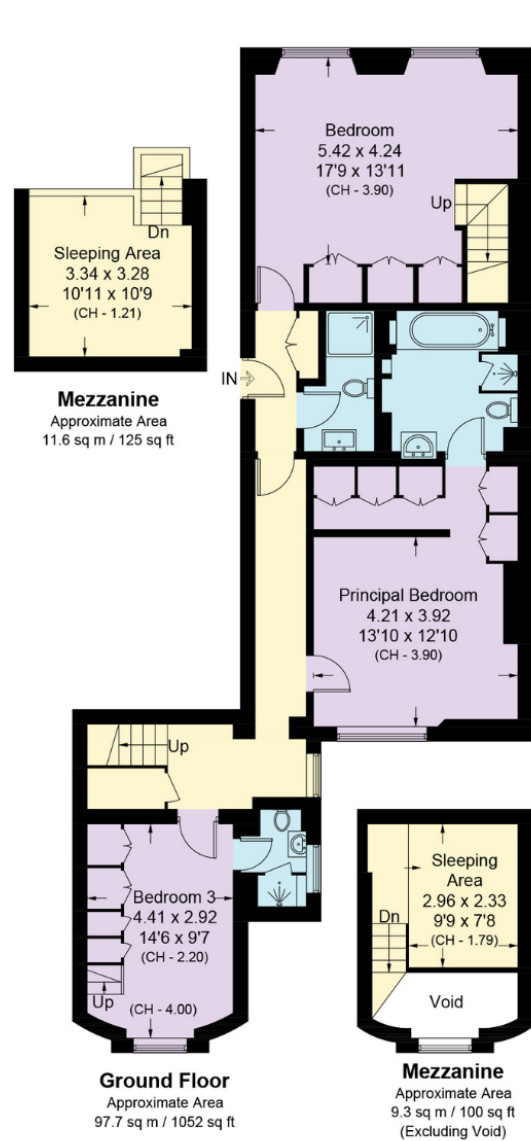 Bedroom
5.42 x 4.24
17'9 x 13'11
(CH - 3.90)
Up
Dn
Sleeping Area
3.34 x 3.28
10'11 x 10'9
(CH - 1.21)
Mezzanine
Approximate Area
11.6 sq m / 125 sq ft
IN
Principal Bedroom
4.21 x 3.92
13'10 x 12'10
(CH - 3.90)
Up
Bedroom 3
4.41 x 2.92
14'6 x 9'7
(CH - 2.20)
Up
(CH - 4.00)
Ground Floor
Approximate Area
97.7 sq m / 1052 sq ft
Sleeping
Area
2.96 x 2.33
9'9 x 7'8
(CH - 1.79)
Dn
Void
Mezzanine
Approximate Area
9.3 sq m / 100 sq ft
(Excluding Void)